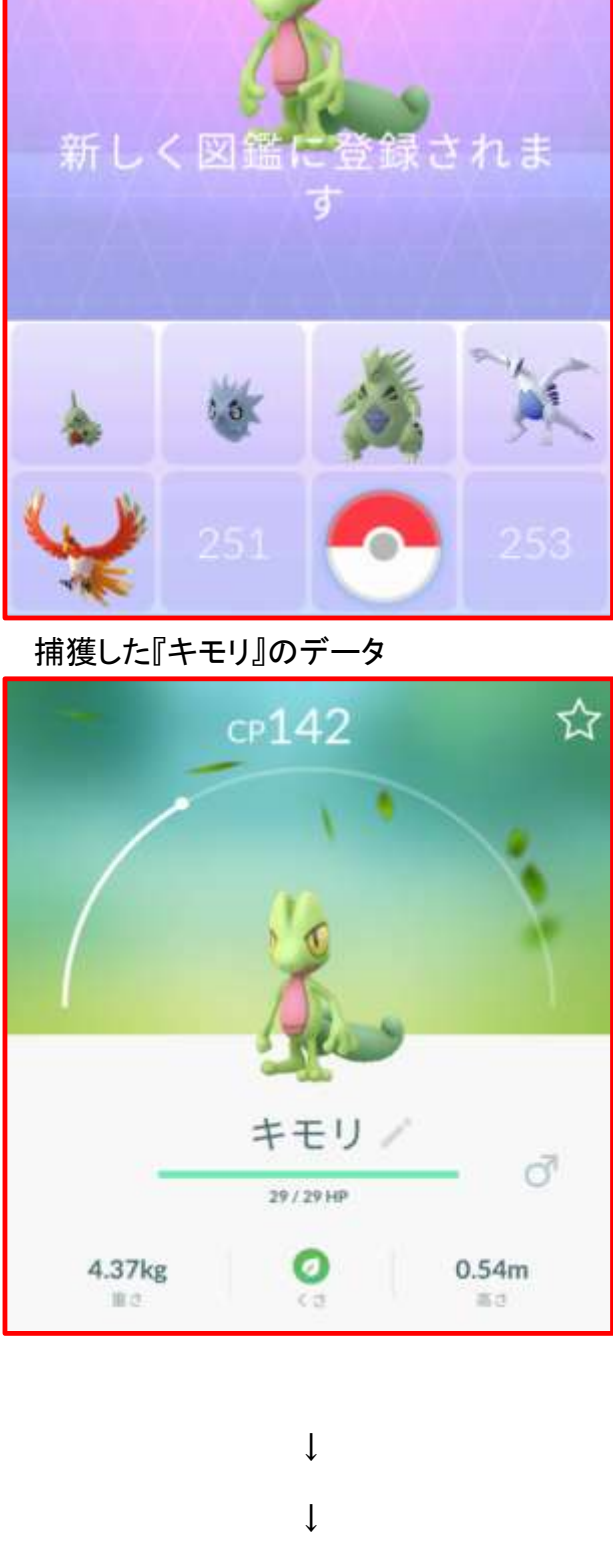 新しく図鑑に登録されま
す
251
253
捕獲した『キモリ』のデータ
CP142
キモリ
29 / 29 HP
4.37kg
0.54m
重さ
くさ
高さ
↓
↓